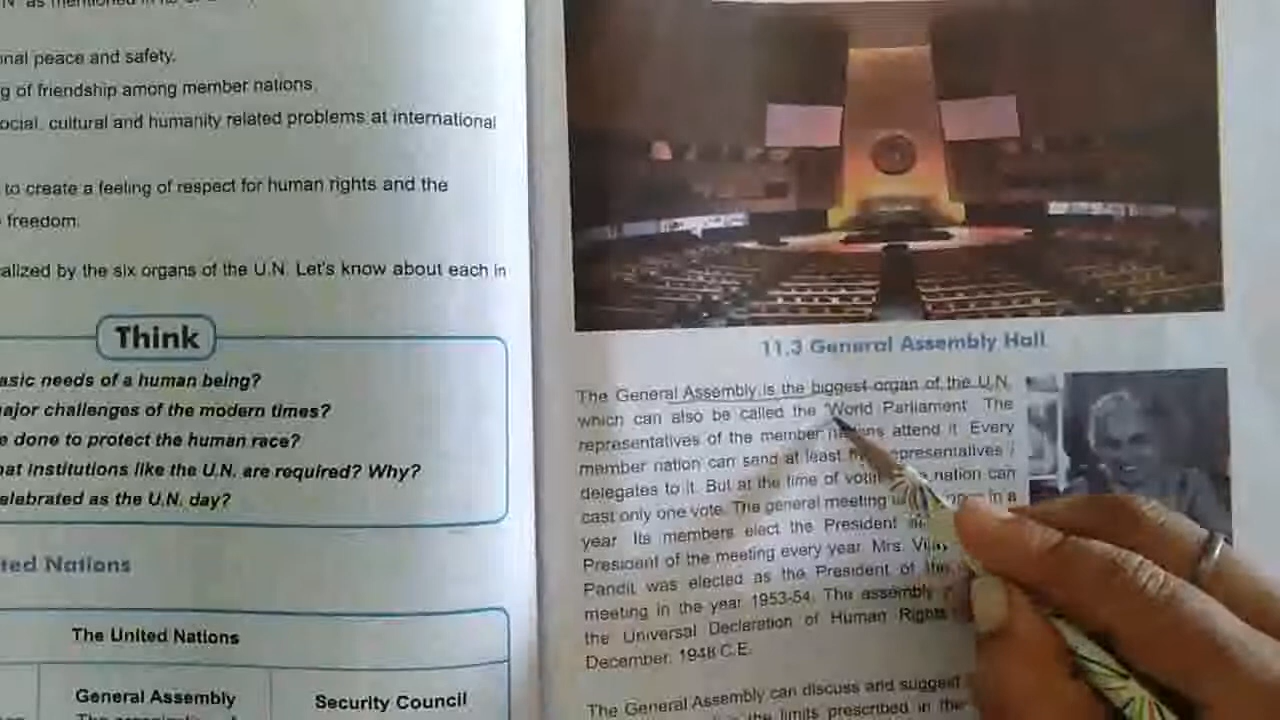 onal peace and safety.
g of friendship among member nations.
ocial, cultural and humanity related problems at international
to create a feeling of respect for human rights and the
freedom.
alized by the six organs of the U.N. Let's know about each in
Think
asic needs of a human being?
ajor challenges of the modern times?
e done to protect the human race?
at institutions like the U.N. are required? Why?
elebrated as the U.N. day?
ted Nations
The United Nations
General Assembly
Security Council
11.3 General Assembly Hall
The General Assembly is the biggest organ of the U.N.
which can also be called the 'World Parliament' The
representatives of the member nations attend it. Every
member nation can send at least representatives /
delegates to it. But at the time of nation can
cast only one vote. The general meeting in a
year. Its members elect the President
President of the meeting every year. Mrs.
Pandit was elected as the President of the
meeting in the year 1953-54. The assembly
the Universal Declaration of Human Rights
December, 1948 C.E.
The General Assembly can discuss and suggest
the limits prescribed in the